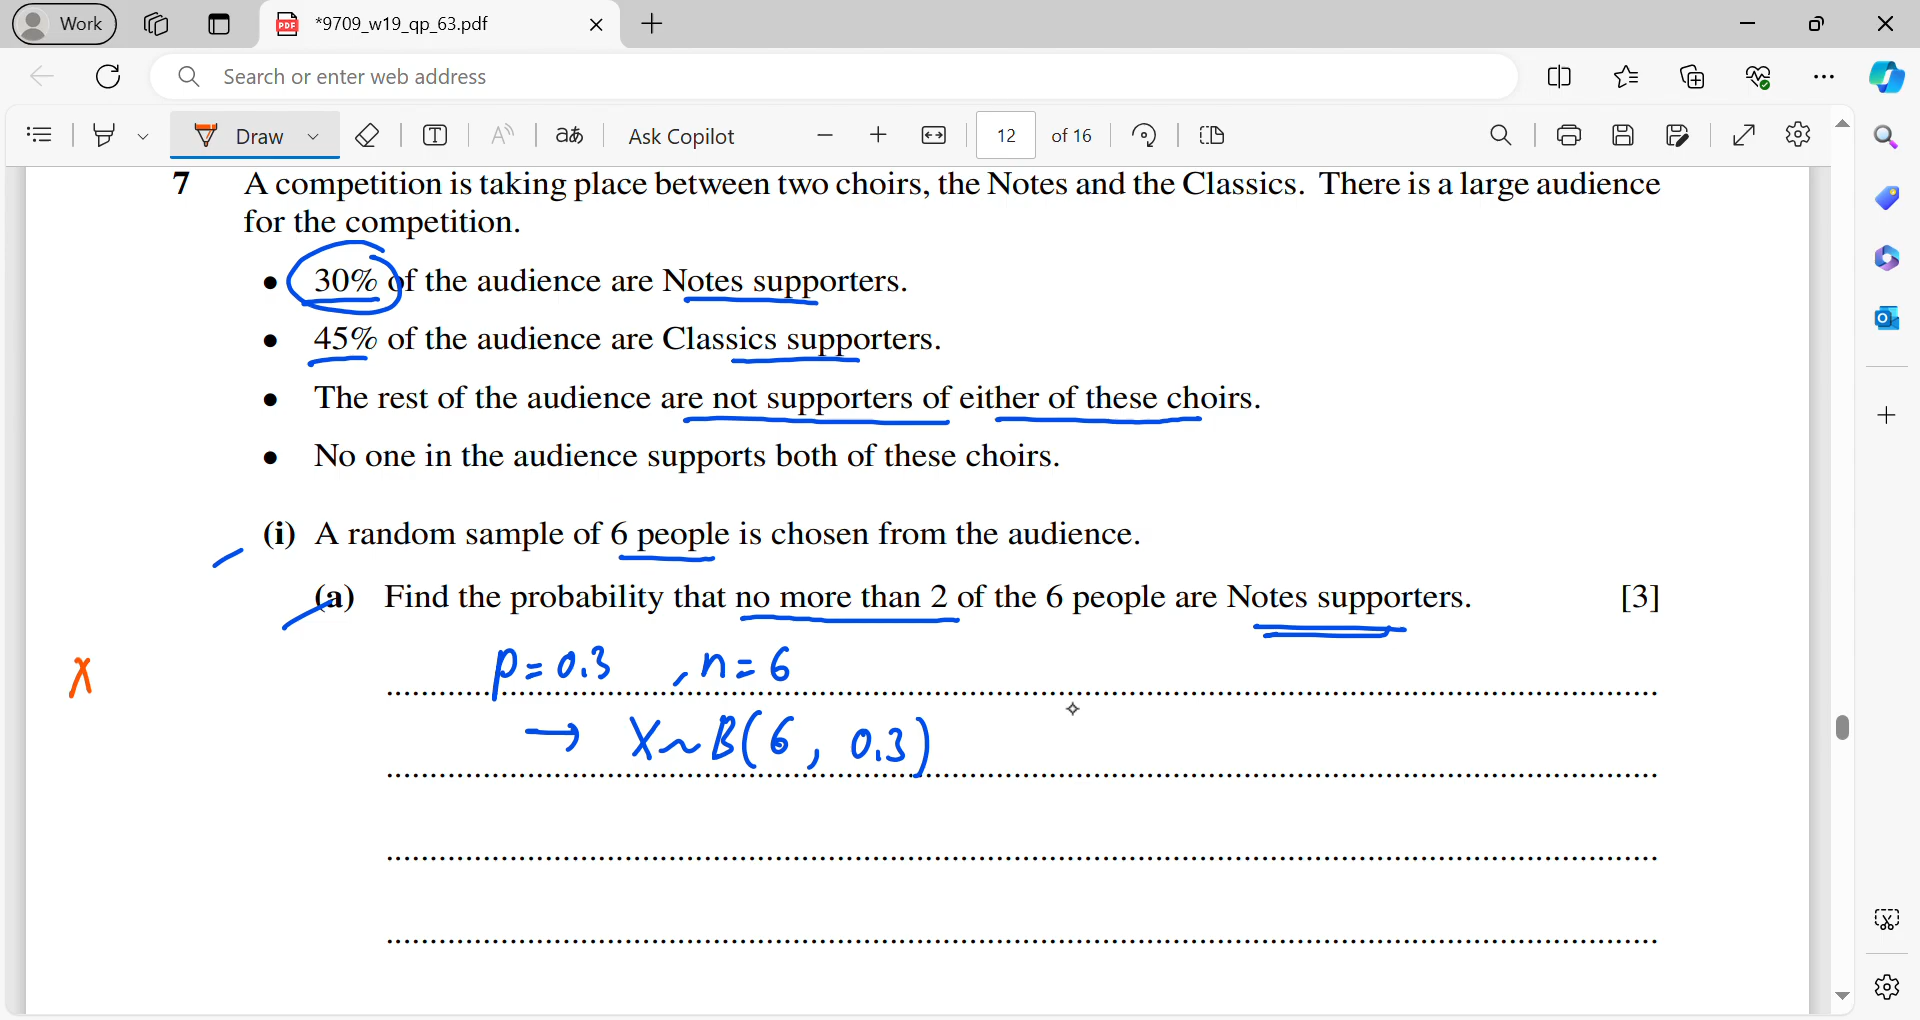 Work
*9709_w19_qp_63.pdf
Search or enter web address
Draw
aあ
Ask Copilot
12 of 16
7 A competition is taking place between two choirs, the Notes and the Classics. There is a large audience
for the competition.
• 30% of the audience are Notes supporters.
• 45% of the audience are Classics supporters.
• The rest of the audience are not supporters of either of these choirs.
• No one in the audience supports both of these choirs.
(i) A random sample of 6 people is chosen from the audience.
(a) Find the probability that no more than 2 of the 6 people are Notes supporters. [3]
p = 0.3 , n = 6
X
→ X ~ B(6, 0.3)